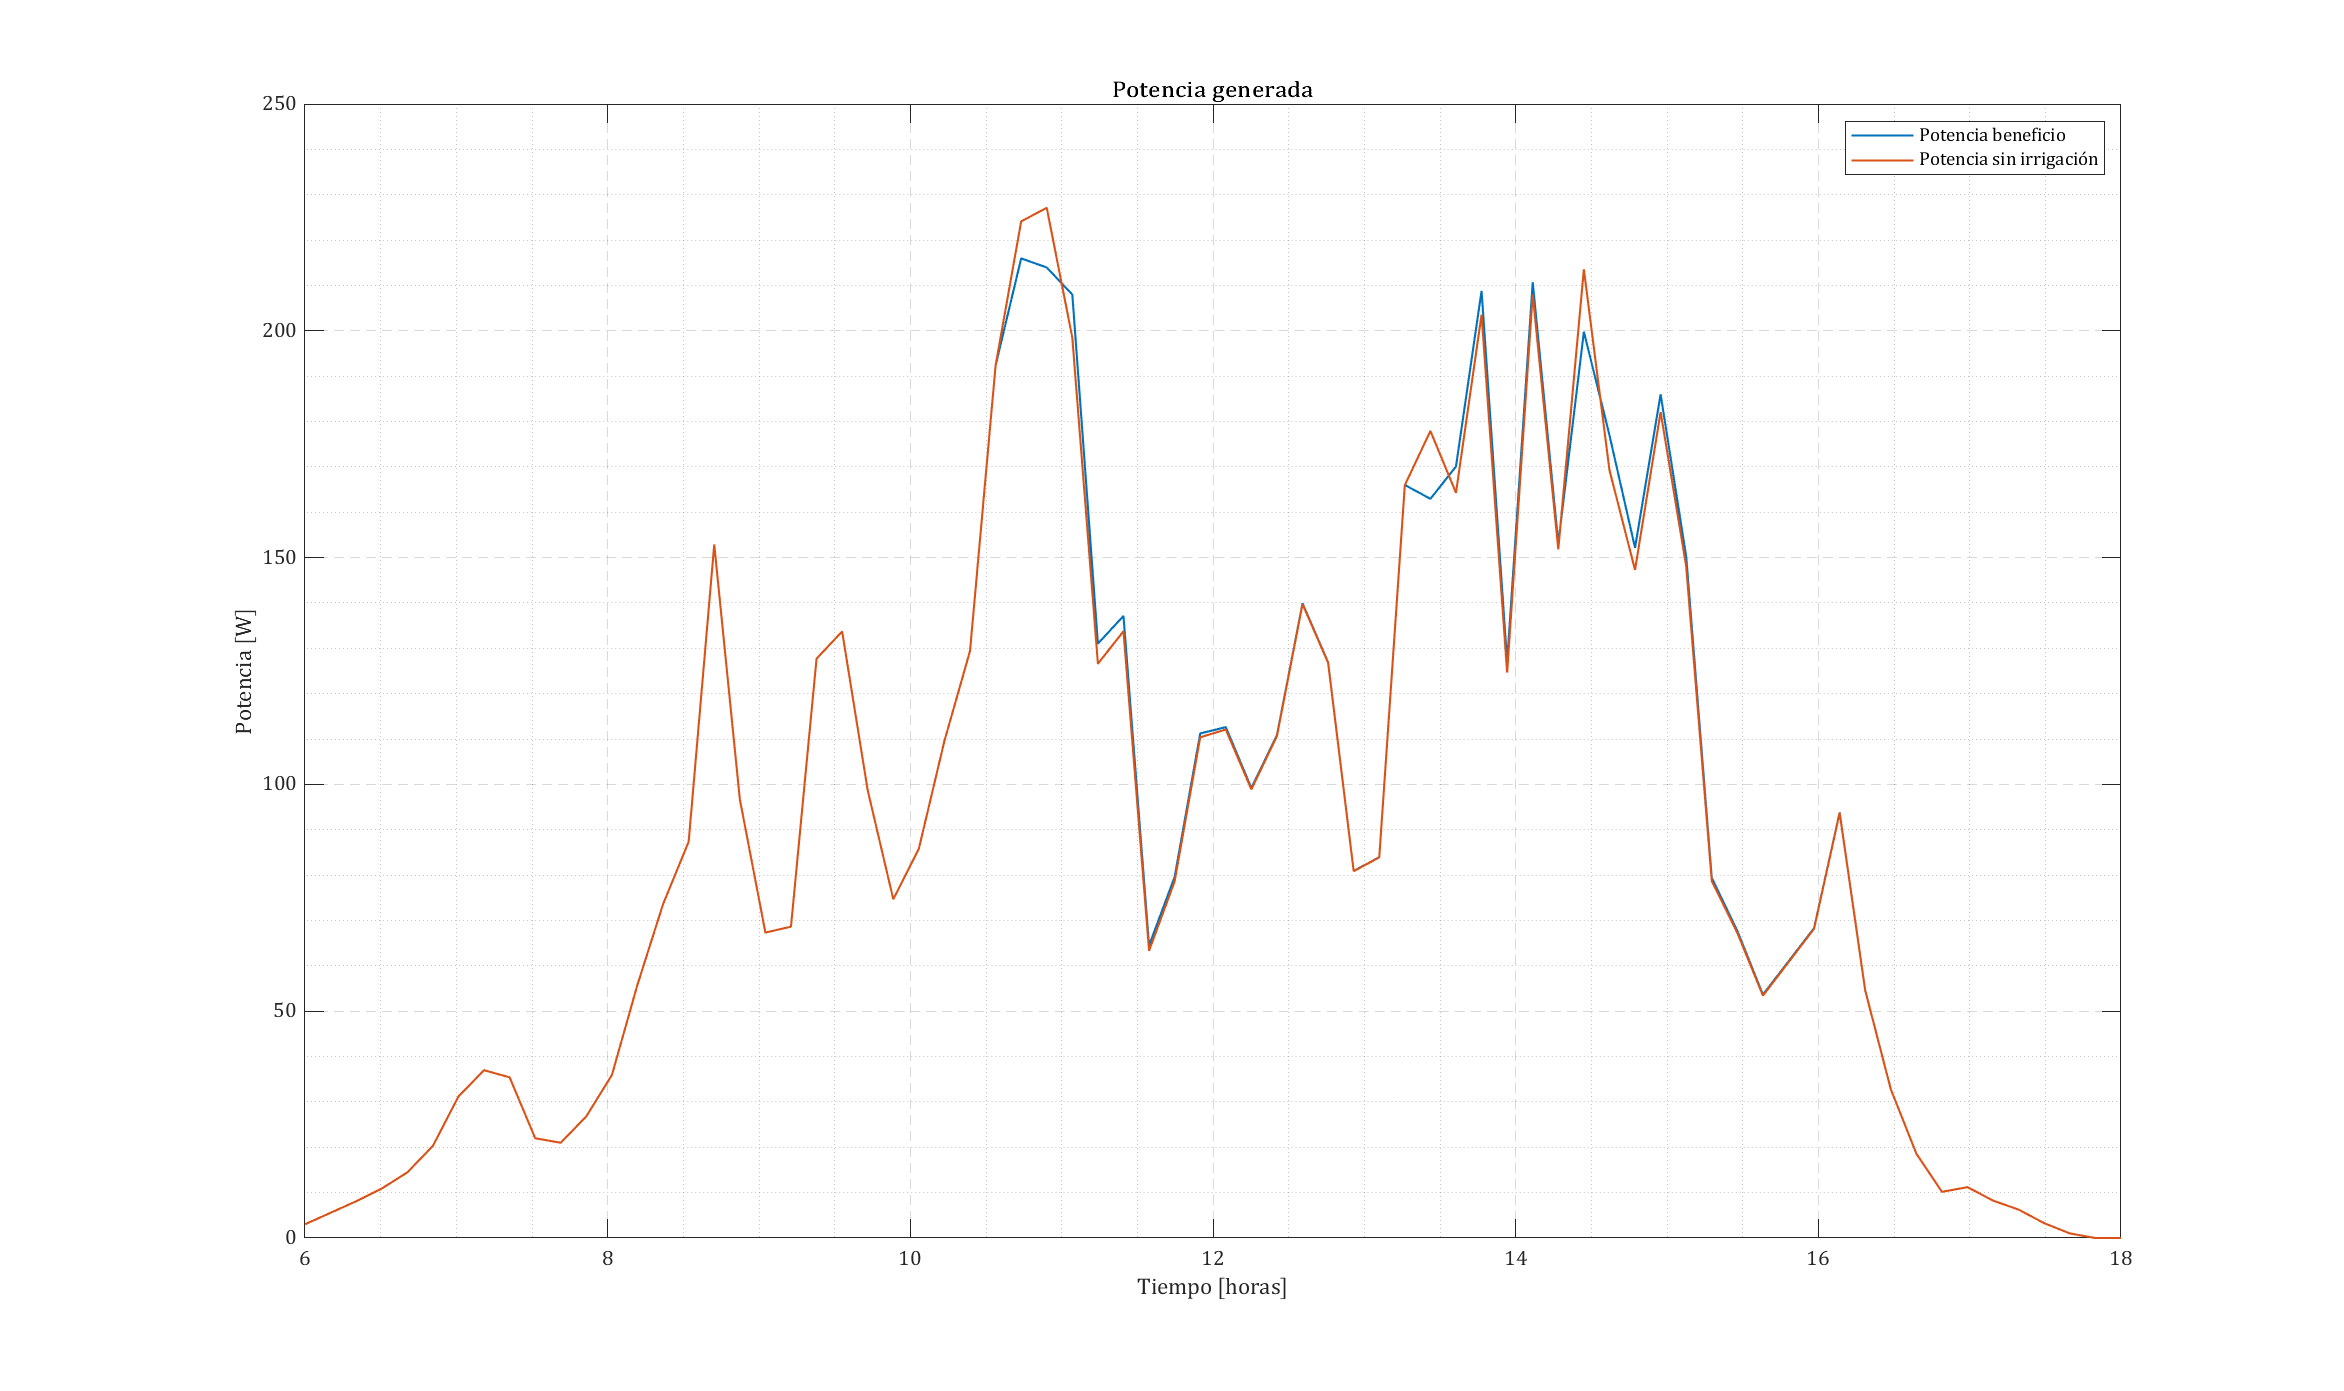 Potencia generada
250
Potencia beneficio
Potencia sin irrigación
200
150
Potencia [W]
100
50
0
6 8 10 12 14 16 18
Tiempo [horas]